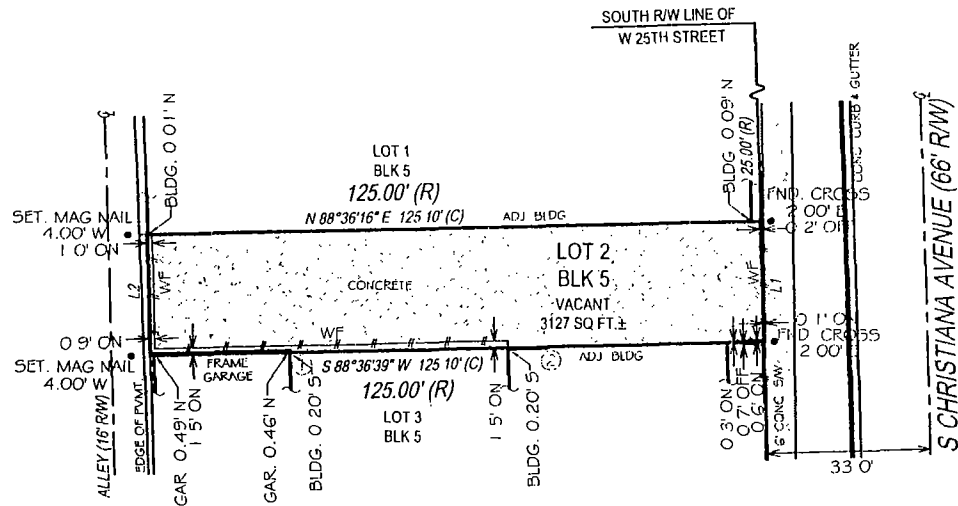 SOUTH R/W LINE OF
W 25TH STREET
BLDG. 0 01' N
LOT 1
BLK 5
125.00' (R)
N 88°36'16" E 125 10' (C)
ADJ BLDG
BLDG. 0 09' N
25.00' (R)
CONC CURB & GUTTER
S CHRISTIANA AVENUE (66' R/W)
SET. MAG NAIL
4.00' W
1 0' ON
FND. CROSS
2 00' E
0 2' OFF
L2
WF
CONCRETE
LOT 2
BLK 5
VACANT
3127 SQ FT.±
L1
0 9' ON
WF
0 1' O
FND CROSS
2 00'
SET MAG NAIL
4.00' W
FRAME
GARAGE
S 88°36'39" W 125 10' (C)
ADJ BLDG
125.00' (R)
LOT 3
BLK 5
ALLEY (16' R/W)
EDGE OF PVMT
GAR 0.49' N
1 5' ON
GAR. 0.46' N
BLDG. 0 20' S
1 5' ON
BLDG. 0.20' S
0 3' ON
0 7' OFF
0 6' ON
6' CONC S/W
33 0'